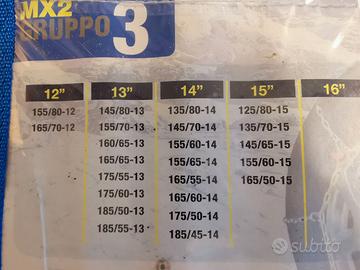 MX2
GRUPPO 3
12" 13" 14" 15" 16"
155/80-12 145/80-13 135/80-14 125/80-15
165/70-12 155/70-13 145/70-14 135/70-15
160/65-13 155/60-14 145/65-15
165/65-13 155/65-14 155/60-15
175/55-13 165/55-14 165/50-15
175/60-13 165/60-14
185/50-13 175/50-14
185/55-13 185/45-14
subito